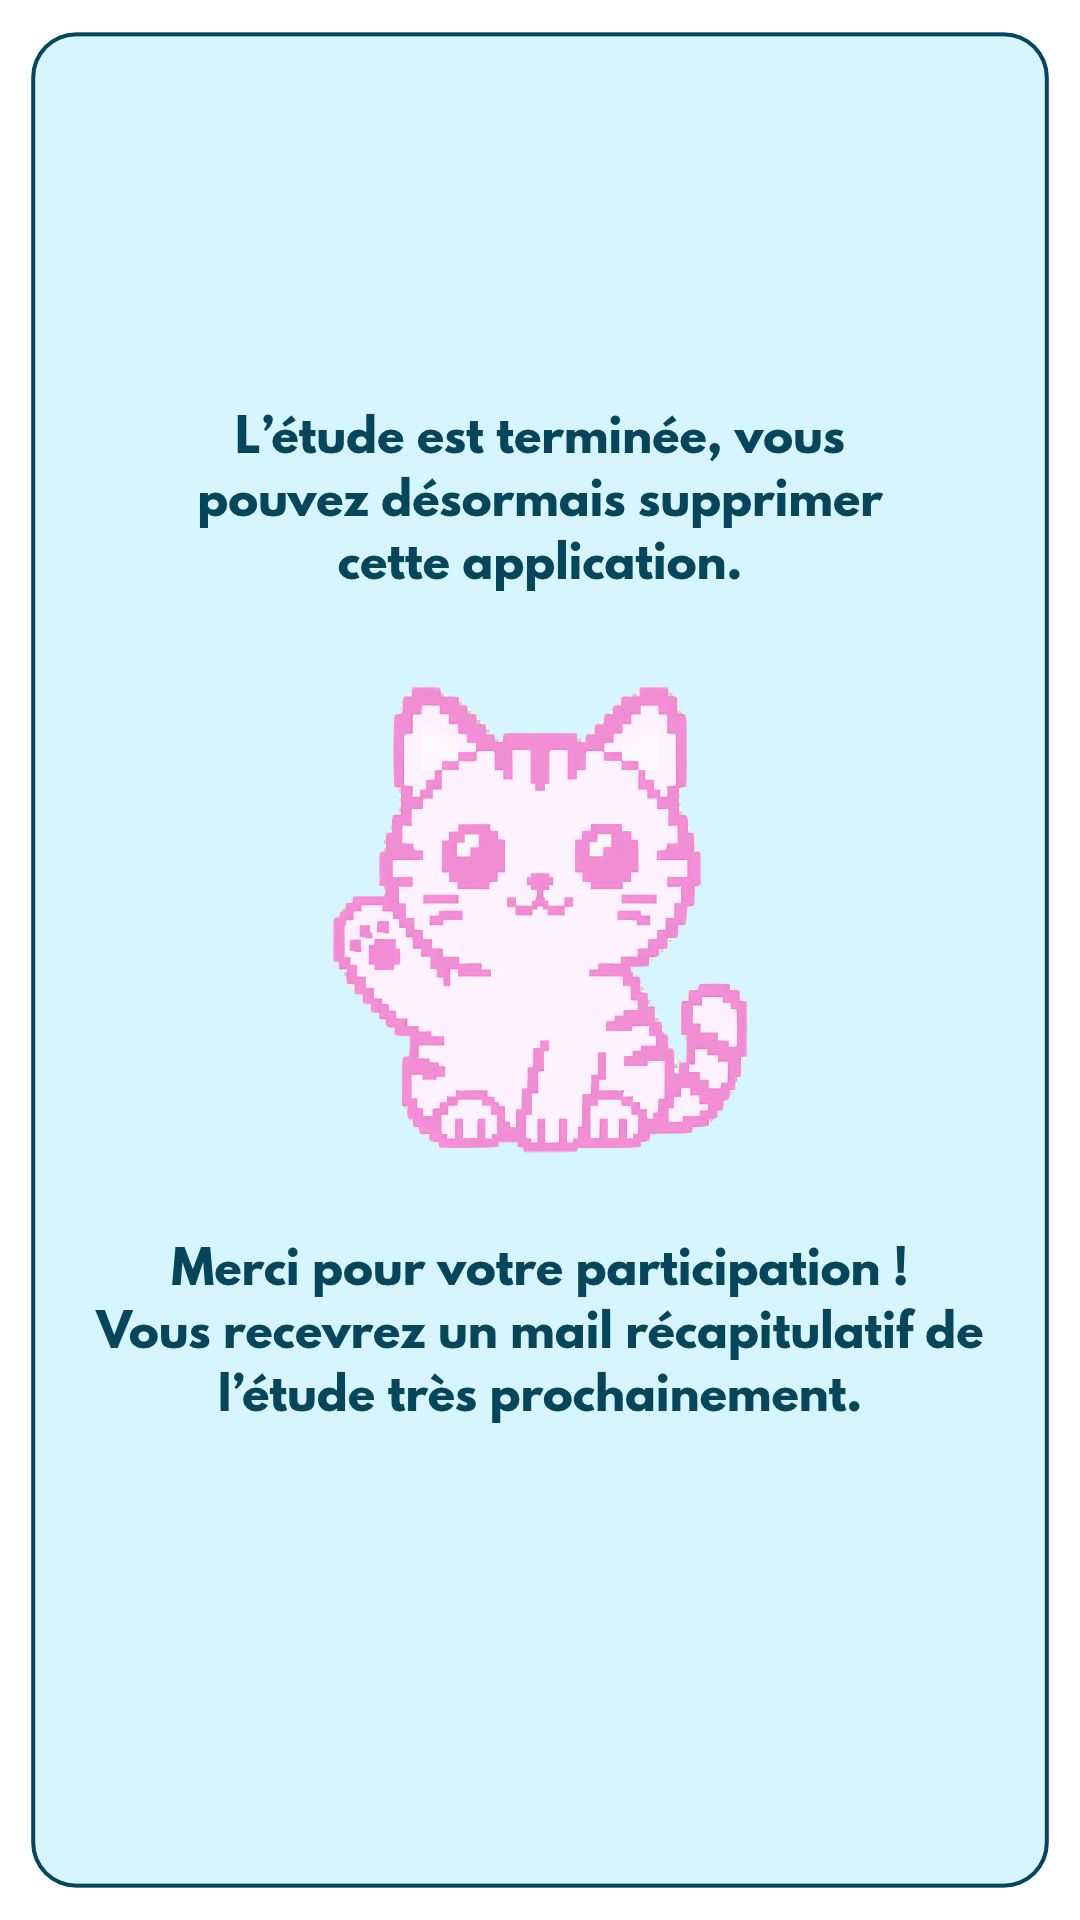 L’étude est terminée, vous
pouvez désormais supprimer
cette application.
Merci pour votre participation !
Vous recevrez un mail récapitulatif de
l’étude très prochainement.